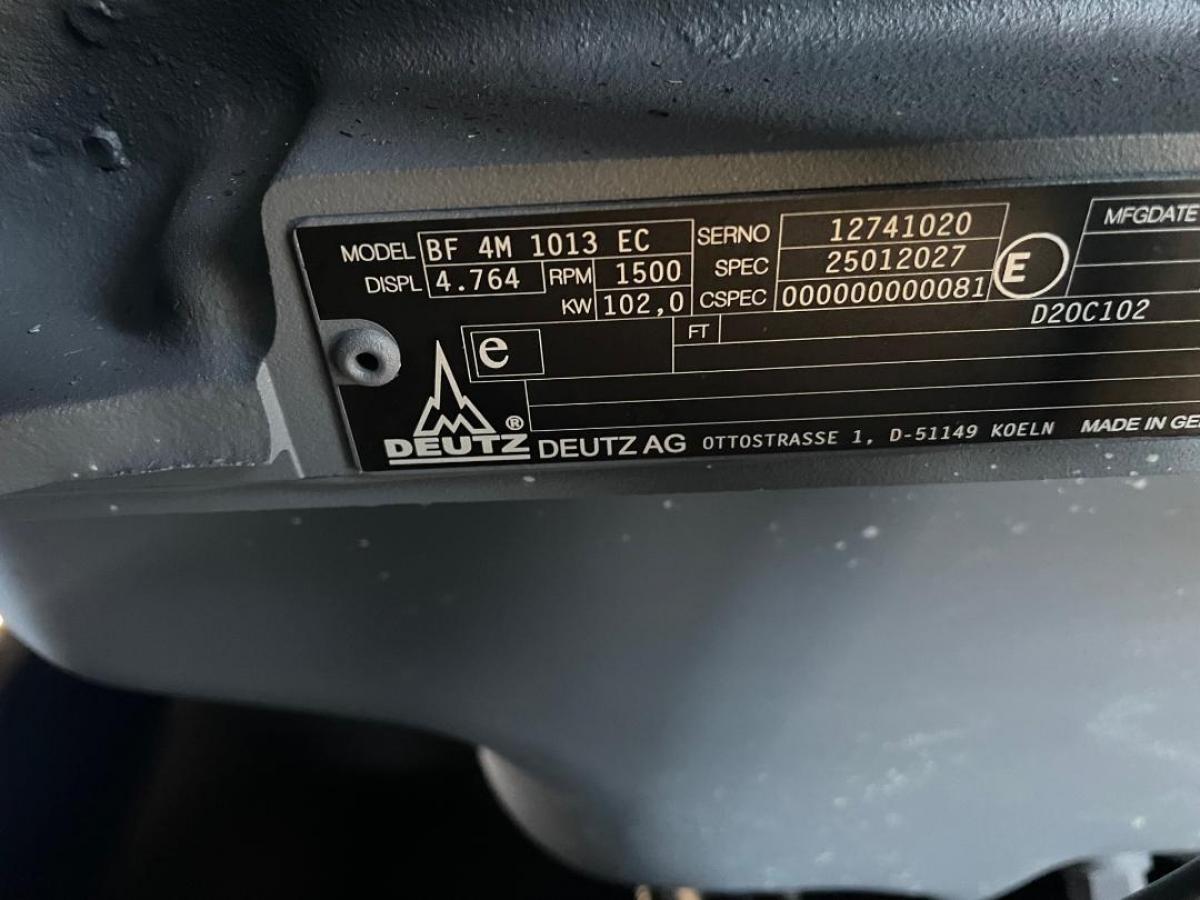 MODEL BF 4M 1013 EC SERNO 12741020 MFGDATE
DISPL 4.764 RPM 1500 SPEC 25012027 E
KW 102,0 CSPEC 000000000081
e FT D20C102
DEUTZ ® DEUTZ AG OTTOSTRASSE 1, D-51149 KOELN MADE IN GE